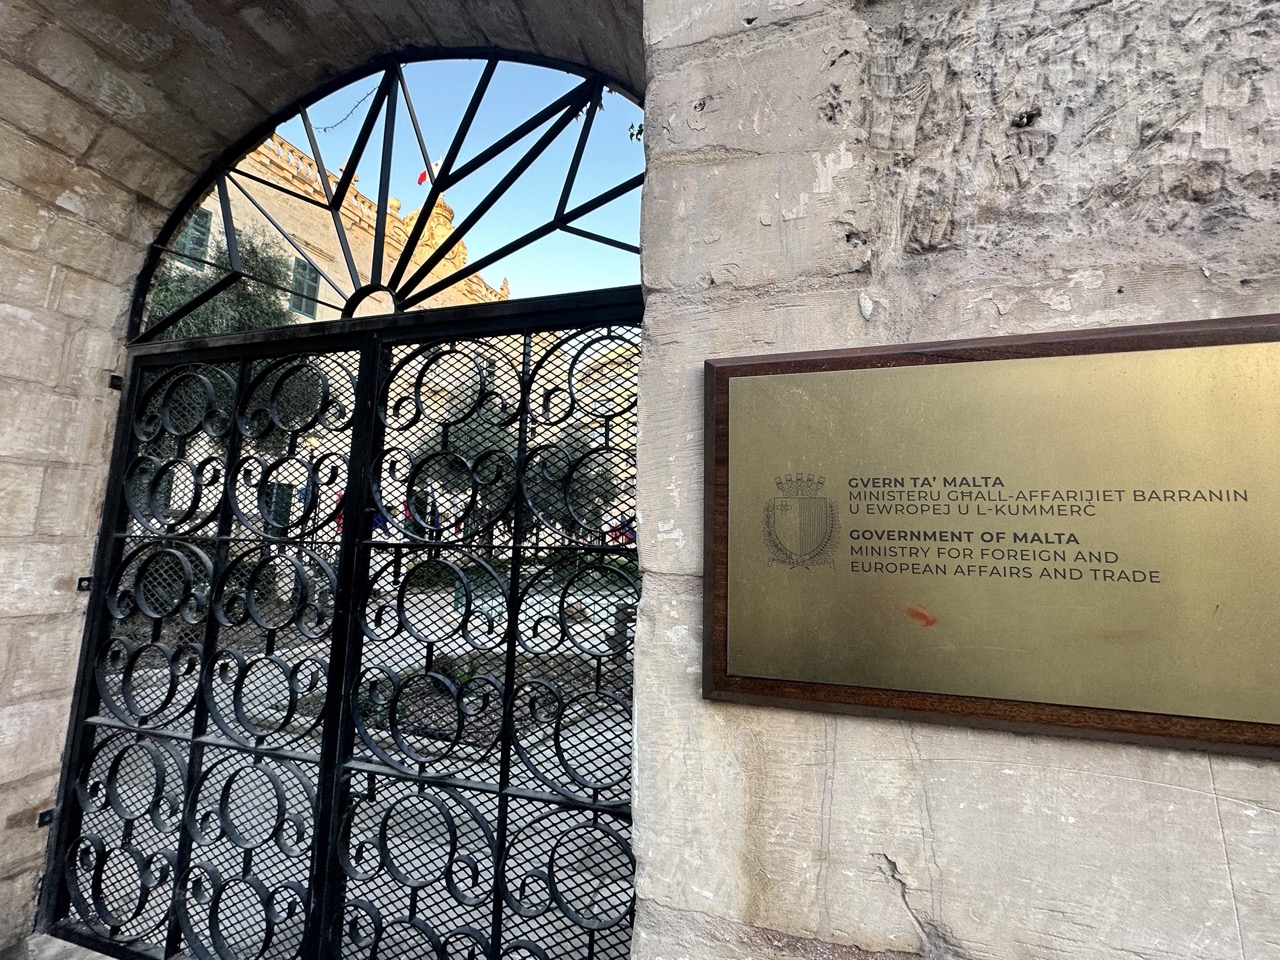 GVERN TA' MALTA
MINISTERU GĦALL-AFFARIJIET BARRANIN
U EWROPEJ U L-KUMMERĊ
GOVERNMENT OF MALTA
MINISTRY FOR FOREIGN AND
EUROPEAN AFFAIRS AND TRADE